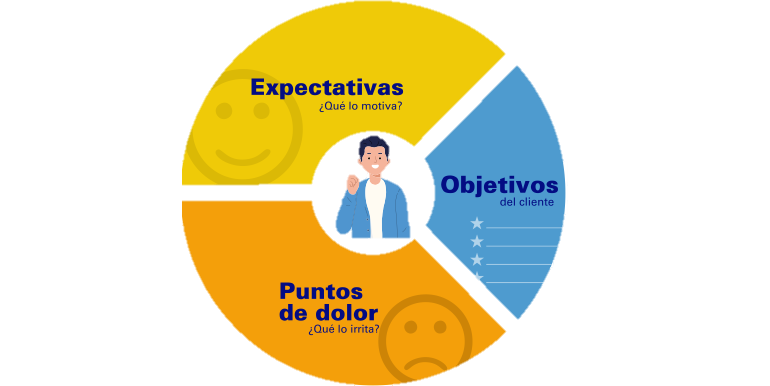 Expectativas
¿Qué lo motiva?
Objetivos
del cliente
Puntos
de dolor
¿Qué lo irrita?